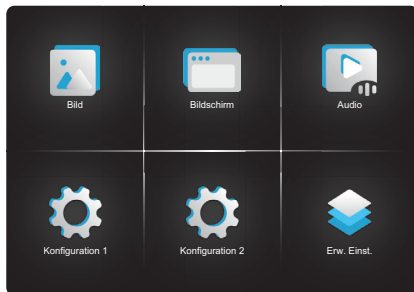 Bild
Bildschirm
Audio
Konfiguration 1
Konfiguration 2
Erw. Einst.